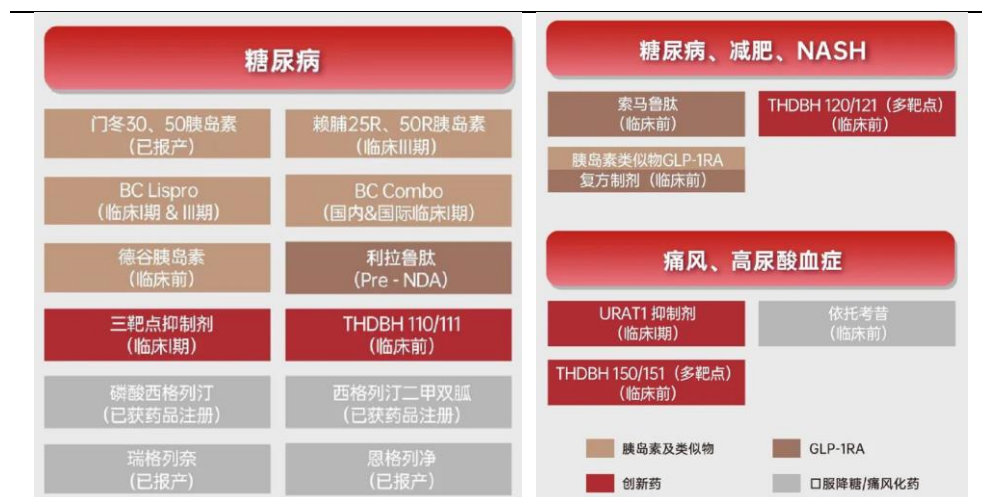 糖尿病
门冬30、50胰岛素
(已报产)
赖脯25R、50R胰岛素
(临床III期)
BC Lispro
(临床I期 & III期)
BC Combo
(国内&国际临床I期)
德谷胰岛素
(临床前)
利拉鲁肽
(Pre - NDA)
三靶点抑制剂
(临床I期)
THDBH 110/111
(临床前)
磷酸西格列汀
(已获药品注册)
西格列汀二甲双胍
(已获药品注册)
瑞格列奈
(已报产)
恩格列净
(已报产)
糖尿病、减肥、NASH
索马鲁肽
(临床前)
THDBH 120/121(多靶点)
(临床前)
胰岛素类似物GLP-1RA
复方制剂(临床前)
痛风、高尿酸血症
URAT1 抑制剂
(临床I期)
依托考昔
(临床前)
THDBH 150/151(多靶点)
(临床前)
胰岛素及类似物
GLP-1RA
创新药
口服降糖/痛风化药